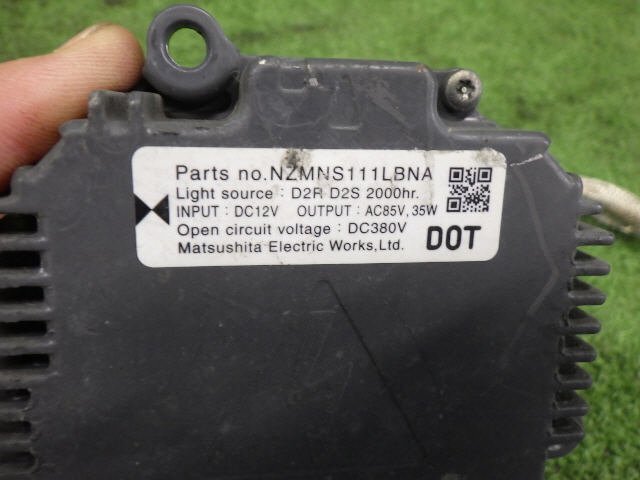 Parts no.NZMNS111LBNA
Light source : D2R D2S 2000hr.
INPUT : DC12V OUTPUT : AC85V, 35W
Open circuit voltage : DC380V
Matsushita Electric Works,Ltd. DOT